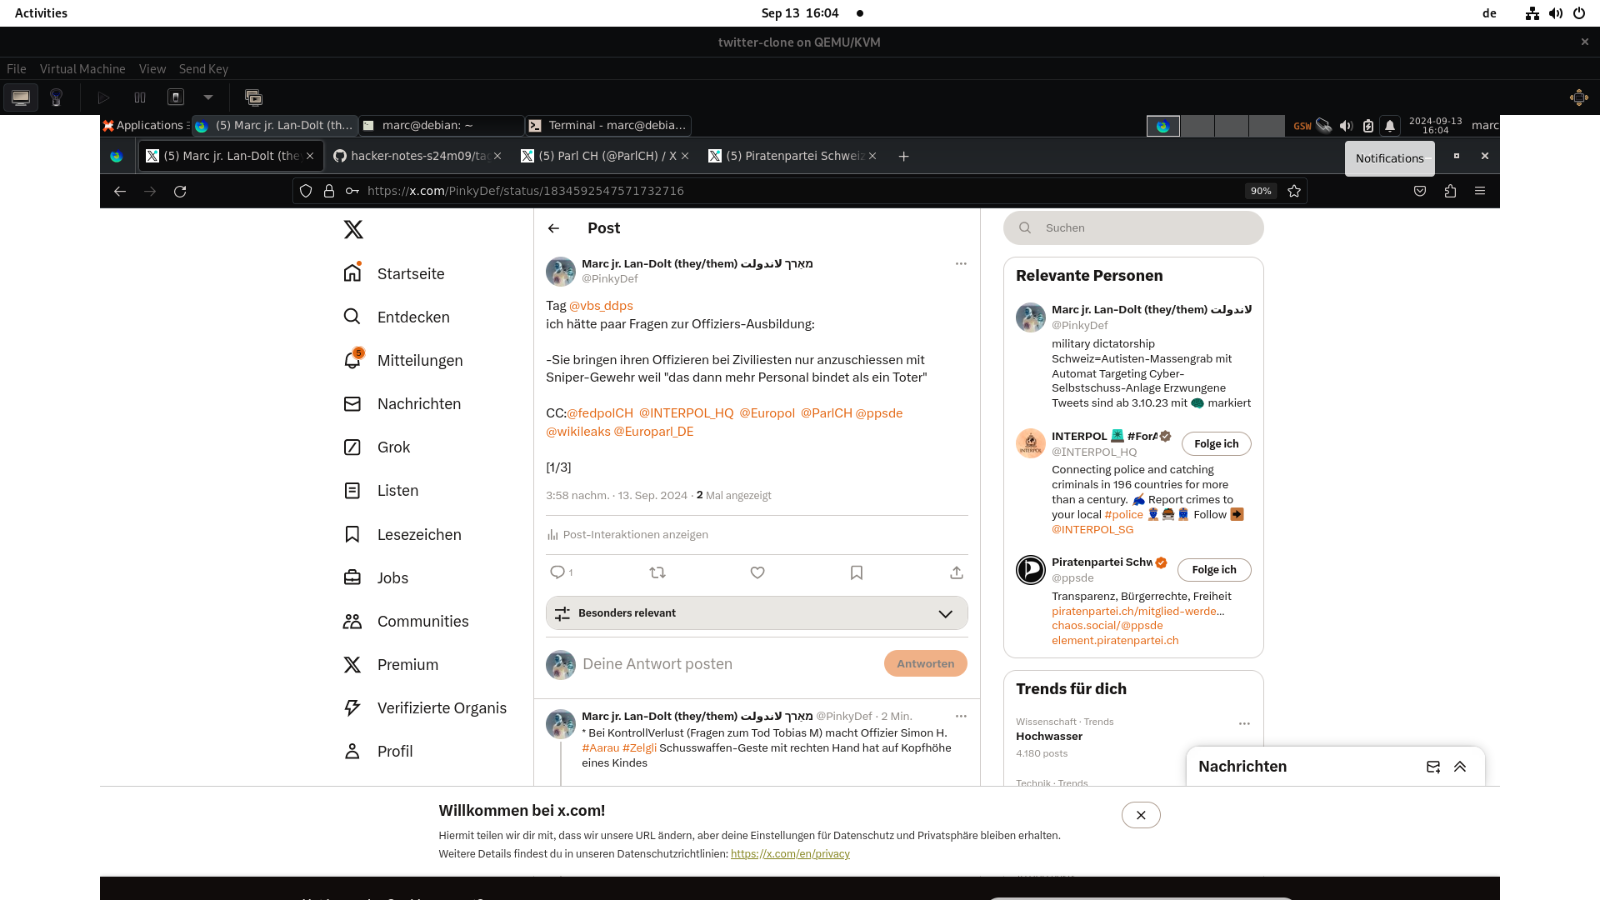 Activities
Sep 13 16:04
de
twitter-clone on QEMU/KVM
File Virtual Machine View Send Key
Applications
(5) Marc jr. Lan-Dolt (th...
marc@debian: ~
Terminal - marc@debia...
GSW
2024-09-13
16:04
marc
(5) Marc jr. Lan-Dolt (the
hacker-notes-s24m09/tag
(5) Parl CH (@ParlCH) / X
(5) Piratenpartei Schweiz
Notifications
https://x.com/PinkyDef/status/1834592547571732716
90%
Startseite
Entdecken
5
Mitteilungen
Nachrichten
Grok
Listen
Lesezeichen
Jobs
Communities
Premium
Verifizierte Organis
Profil
Post
Marc jr. Lan-Dolt (they/them) מארך لاندولت
@PinkyDef
Tag @vbs_ddps
ich hätte paar Fragen zur Offiziers-Ausbildung:
-Sie bringen ihren Offizieren bei Ziviliesten nur anzuschiessen mit
Sniper-Gewehr weil "das dann mehr Personal bindet als ein Toter"
CC:@fedpolCH @INTERPOL_HQ @Europol @ParlCH @ppsde
@wikileaks @Europarl_DE
[1/3]
3:58 nachm. · 13. Sep. 2024 · 2 Mal angezeigt
Post-Interaktionen anzeigen
1
Besonders relevant
Deine Antwort posten
Antworten
Marc jr. Lan-Dolt (they/them) מארך لاندولت @PinkyDef · 2 Min.
* Bei KontrollVerlust (Fragen zum Tod Tobias M) macht Offizier Simon H.
#Aarau #Zelgli Schusswaffen-Geste mit rechten Hand hat auf Kopfhöhe
eines Kindes
Suchen
Relevante Personen
Marc jr. Lan-Dolt (they/them) لاندولت
@PinkyDef
military dictatorship
Schweiz=Autisten-Massengrab mit
Automat Targeting Cyber-
Selbstschuss-Anlage Erzwungene
Tweets sind ab 3.10.23 mit markiert
INTERPOL #ForA
@INTERPOL_HQ
Folge ich
Connecting police and catching
criminals in 196 countries for more
than a century. Report crimes to
your local #police Follow
@INTERPOL_SG
Piratenpartei Schw
@ppsde
Folge ich
Transparenz, Bürgerrechte, Freiheit
piratenpartei.ch/mitglied-werde...
chaos.social/@ppsde
element.piratenpartei.ch
Trends für dich
Wissenschaft · Trends
Hochwasser
4.180 posts
Technik · Trends
Nachrichten
Willkommen bei x.com!
Hiermit teilen wir dir mit, dass wir unsere URL ändern, aber deine Einstellungen für Datenschutz und Privatsphäre bleiben erhalten.
Weitere Details findest du in unseren Datenschutzrichtlinien: https://x.com/en/privacy